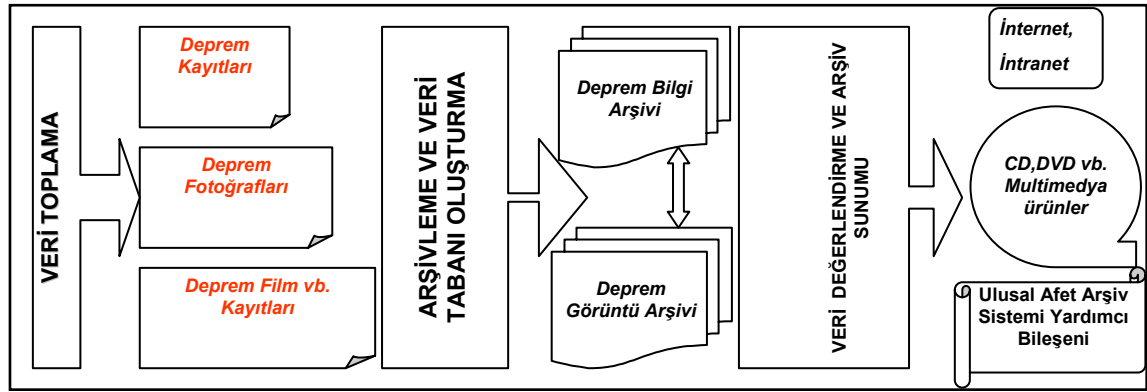 VERİ TOPLAMA
Deprem
Kayıtları
Deprem
Fotoğrafları
Deprem Film vb.
Kayıtları
ARŞİVLEME VE VERİ
TABANI OLUŞTURMA
Deprem Bilgi
Arşivi
Deprem
Görüntü Arşivi
VERİ DEĞERLENDİRME VE ARŞİV
SUNUMU
İnternet,
İntranet
CD,DVD vb.
Multimedya
ürünler
Ulusal Afet Arşiv
Sistemi Yardımcı
Bileşeni